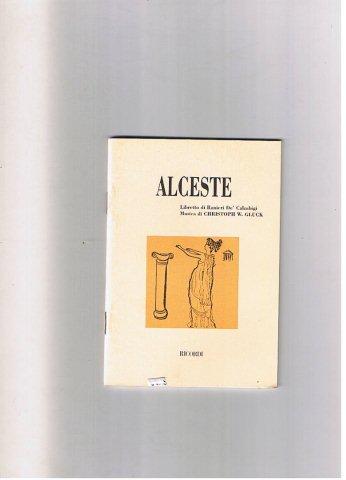 ALCESTE
Libretto di Ranieri De' Calzabigi
Musica di CHRISTOPH W. GLUCK
RICORDI